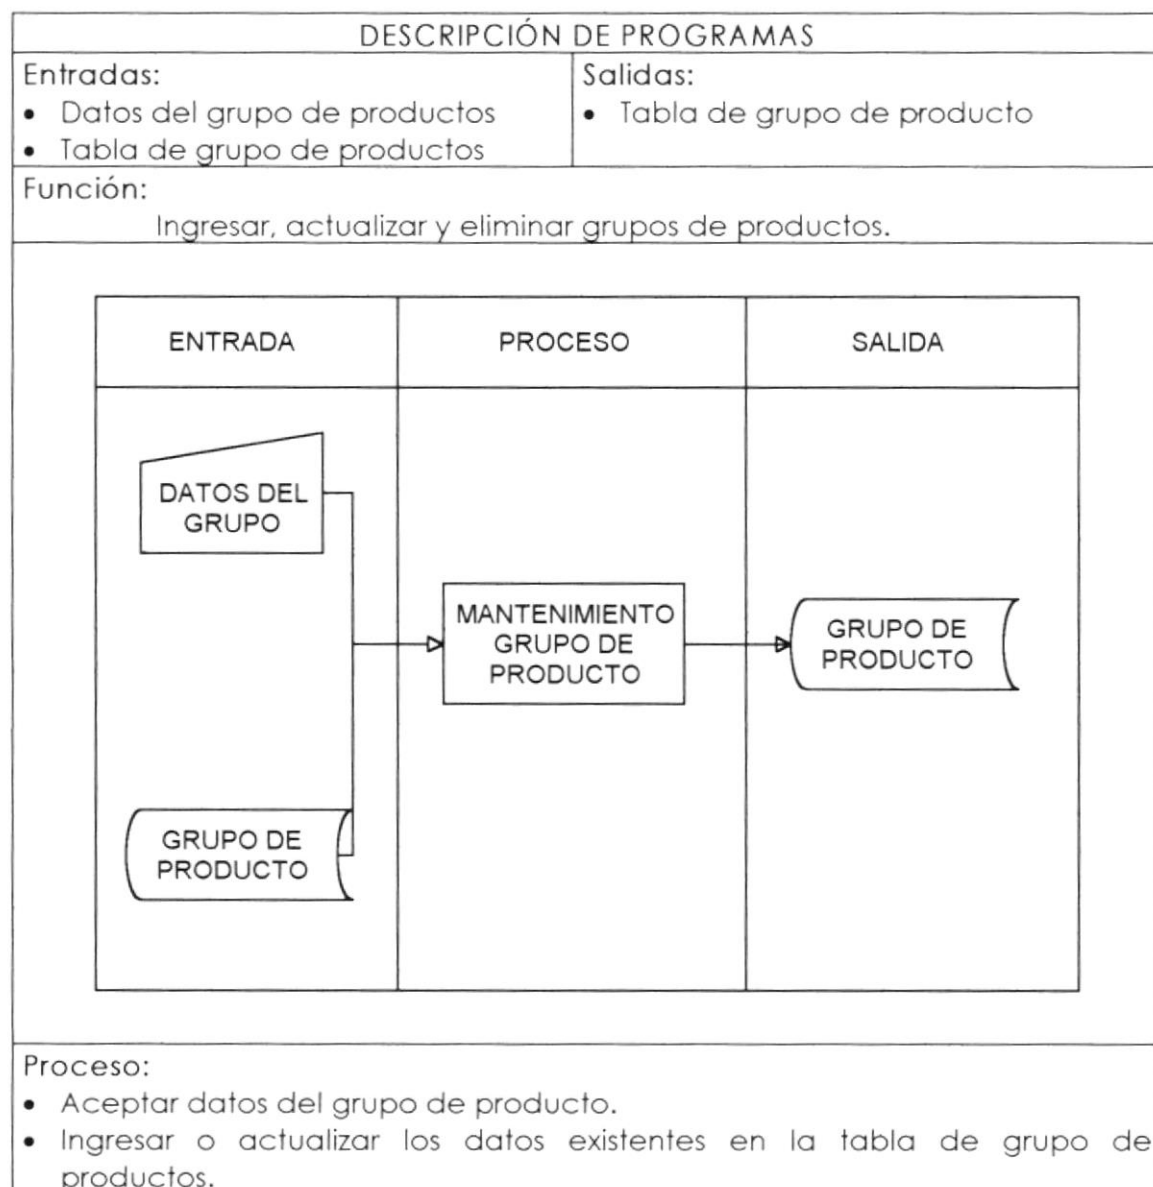 DESCRIPCIÓN DE PROGRAMAS
Entradas:
• Datos del grupo de productos
• Tabla de grupo de productos
Salidas:
• Tabla de grupo de producto
Función:
Ingresar, actualizar y eliminar grupos de productos.
ENTRADA
PROCESO
SALIDA
DATOS DEL
GRUPO
MANTENIMIENTO
GRUPO DE
PRODUCTO
GRUPO DE
PRODUCTO
GRUPO DE
PRODUCTO
Proceso:
• Aceptar datos del grupo de producto.
• Ingresar o actualizar los datos existentes en la tabla de grupo de
productos.